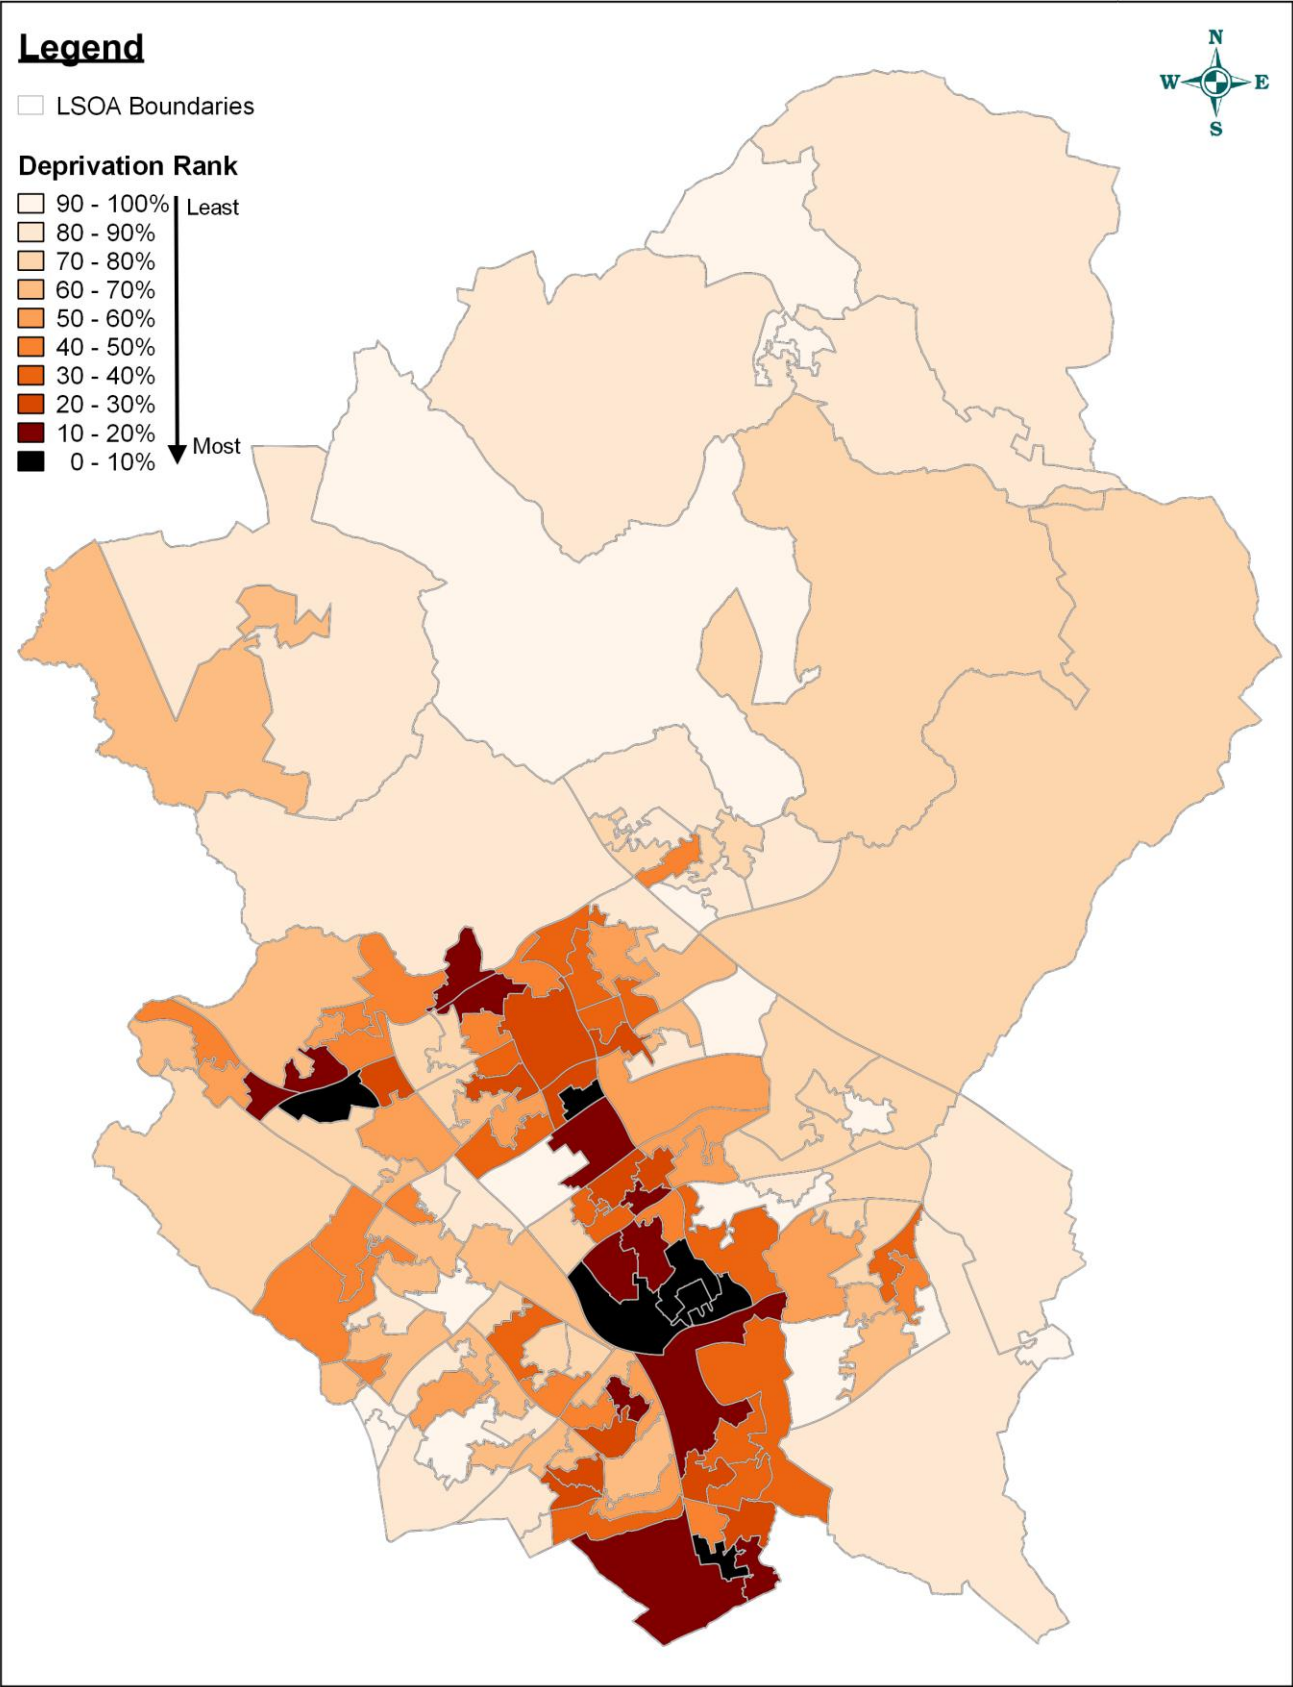 Legend
LSOA Boundaries
Deprivation Rank
90 - 100%
Least
80 - 90%
70 - 80%
60 - 70%
50 - 60%
40 - 50%
30 - 40%
20 - 30%
10 - 20%
Most
0 - 10%
N
W E
S